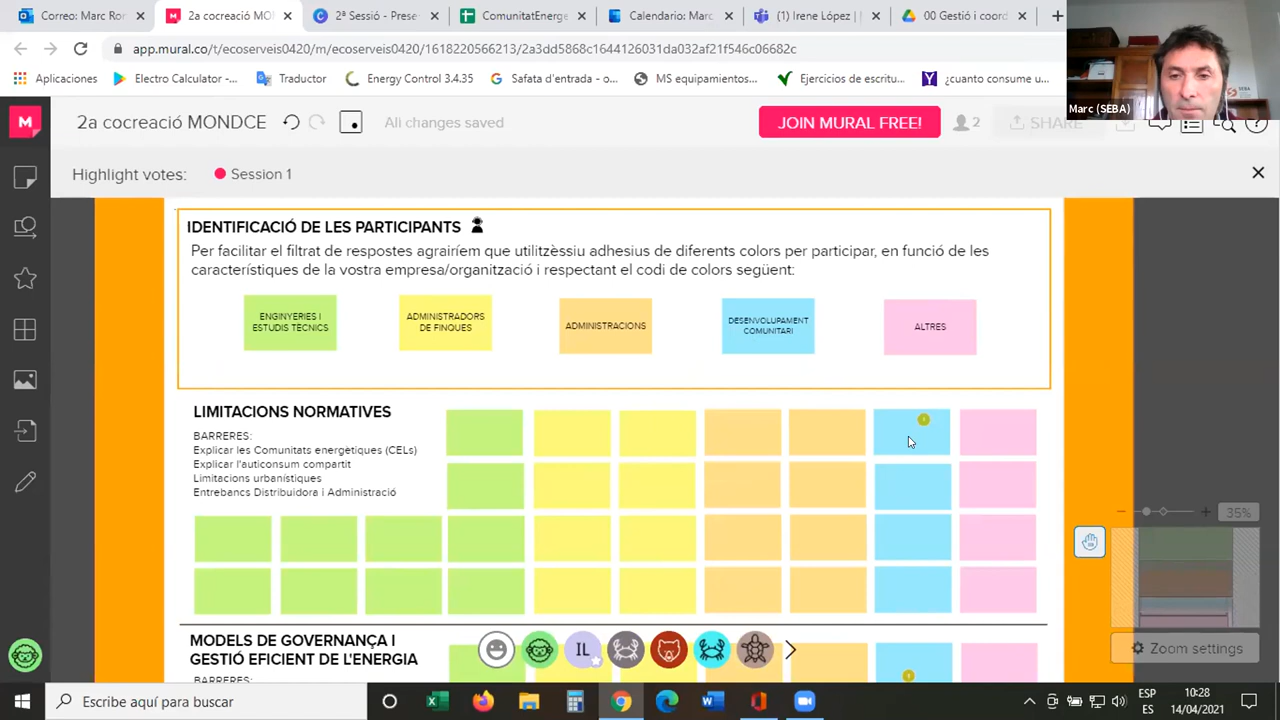 Correo: Marc Ron
2a cocreació MOND
2ª Sessió - Prese
ComunitatEnerge
Calendario: Marc
(1) Irene López |
00 Gestió i coord
app.mural.co/t/ecoserveis0420/m/ecoserveis0420/1618220566213/2a3dd5868c1644126031da032af21f546c06682c
Aplicaciones
Electro Calculator -...
Traductor
Energy Control 3.4.35
Safata d'entrada - o...
MS equipamentos...
Ejercicios de escritu...
¿cuanto consume u...
Marc (SEBA)
2a cocreació MONDCE
All changes saved
JOIN MURAL FREE!
2
SHARE
Highlight votes:
Session 1
IDENTIFICACIÓ DE LES PARTICIPANTS
Per facilitar el filtrat de respostes agrairíem que utilitzèssiu adhesius de diferents colors per participar, en funció de les
característiques de la vostra empresa/organització i respectant el codi de colors següent:
ENGINYERIES I
ESTUDIS TÈCNICS
ADMINISTRADORS
DE FINQUES
ADMINISTRACIONS
DESENVOLUPAMENT
COMUNITARI
ALTRES
LIMITACIONS NORMATIVES
BARRERES:
Explicar les Comunitats energètiques (CELs)
Explicar l'auticonsum compartit
Limitacions urbanístiques
Entrebancs Distribuidora i Administració
35%
MODELS DE GOVERNANÇA I
GESTIÓ EFICIENT DE L'ENERGIA
BARRERES:
IL
Zoom settings
Escribe aquí para buscar
ESP
ES
10:28
14/04/2021